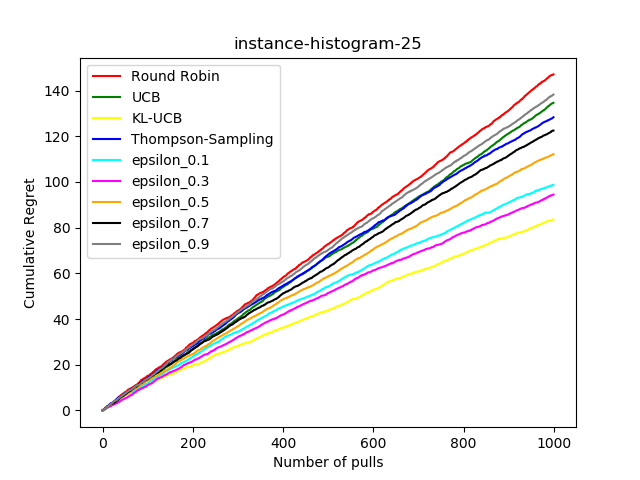 instance-histogram-25
Round Robin
UCB
KL-UCB
Thompson-Sampling
epsilon_0.1
epsilon_0.3
epsilon_0.5
epsilon_0.7
epsilon_0.9
Cumulative Regret
140
120
100
80
60
40
20
0
0 200 400 600 800 1000
Number of pulls